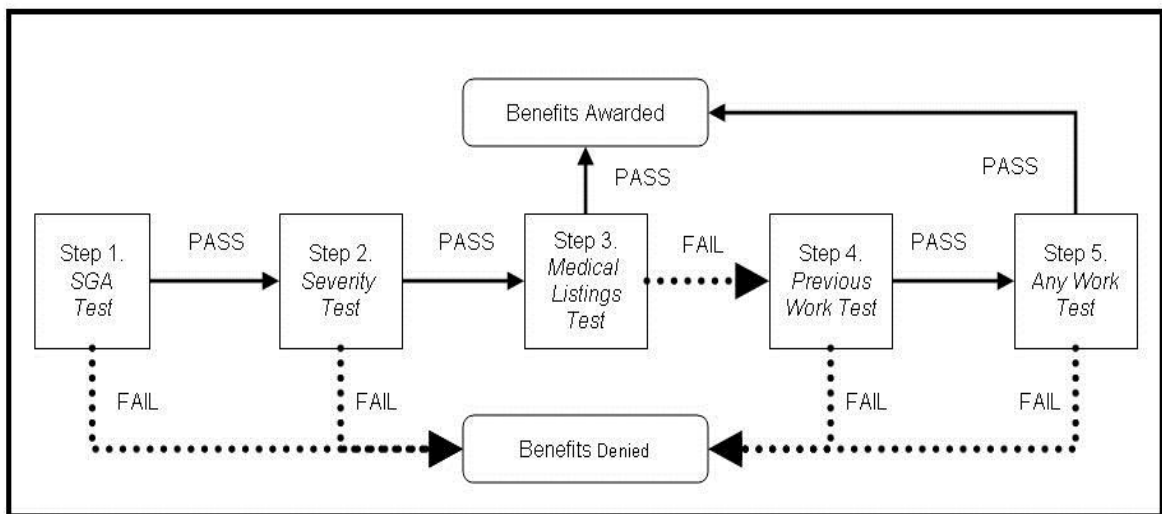 Benefits Awarded
PASS
PASS
Step 1.
SGA
Test
PASS
Step 2.
Severity
Test
PASS
Step 3.
Medical
Listings
Test
FAIL
Step 4.
Previous
Work Test
PASS
Step 5.
Any Work
Test
FAIL
FAIL
FAIL
FAIL
Benefits Denied